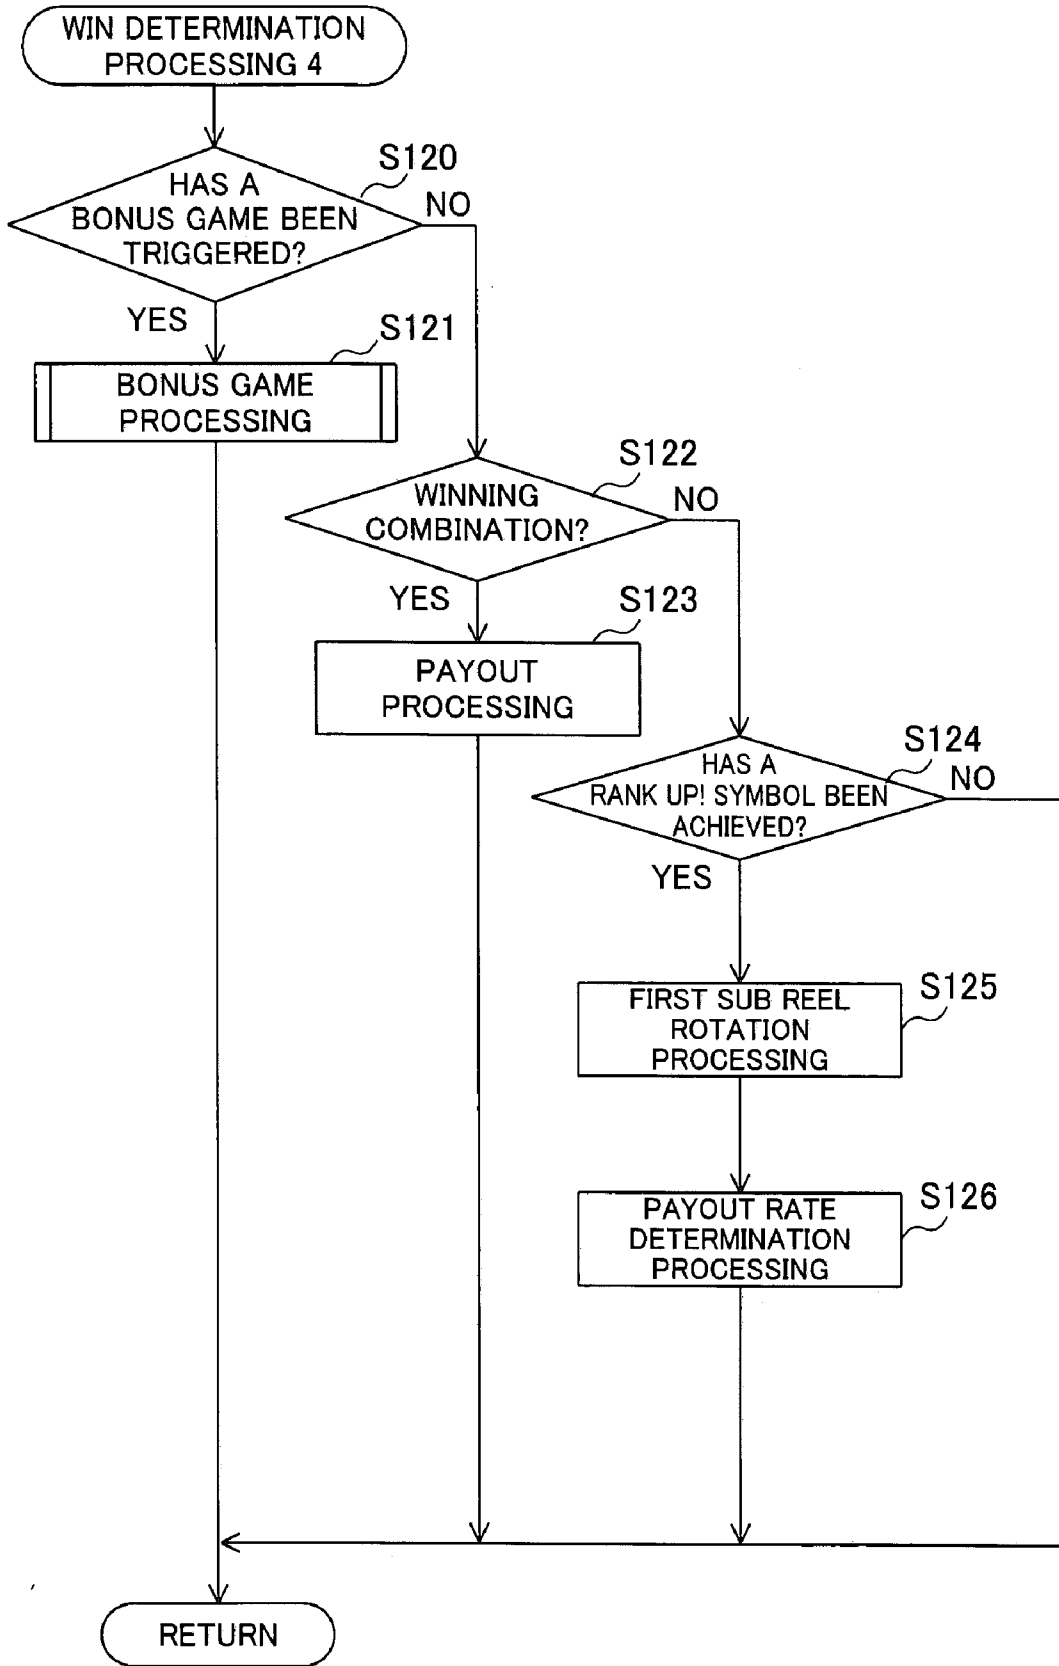 WIN DETERMINATION
PROCESSING 4
S120
HAS A
BONUS GAME BEEN
TRIGGERED?
NO
YES
S121
BONUS GAME
PROCESSING
S122
WINNING
COMBINATION?
NO
YES
S123
PAYOUT
PROCESSING
S124
HAS A
RANK UP! SYMBOL BEEN
ACHIEVED?
NO
YES
S125
FIRST SUB REEL
ROTATION
PROCESSING
S126
PAYOUT RATE
DETERMINATION
PROCESSING
RETURN